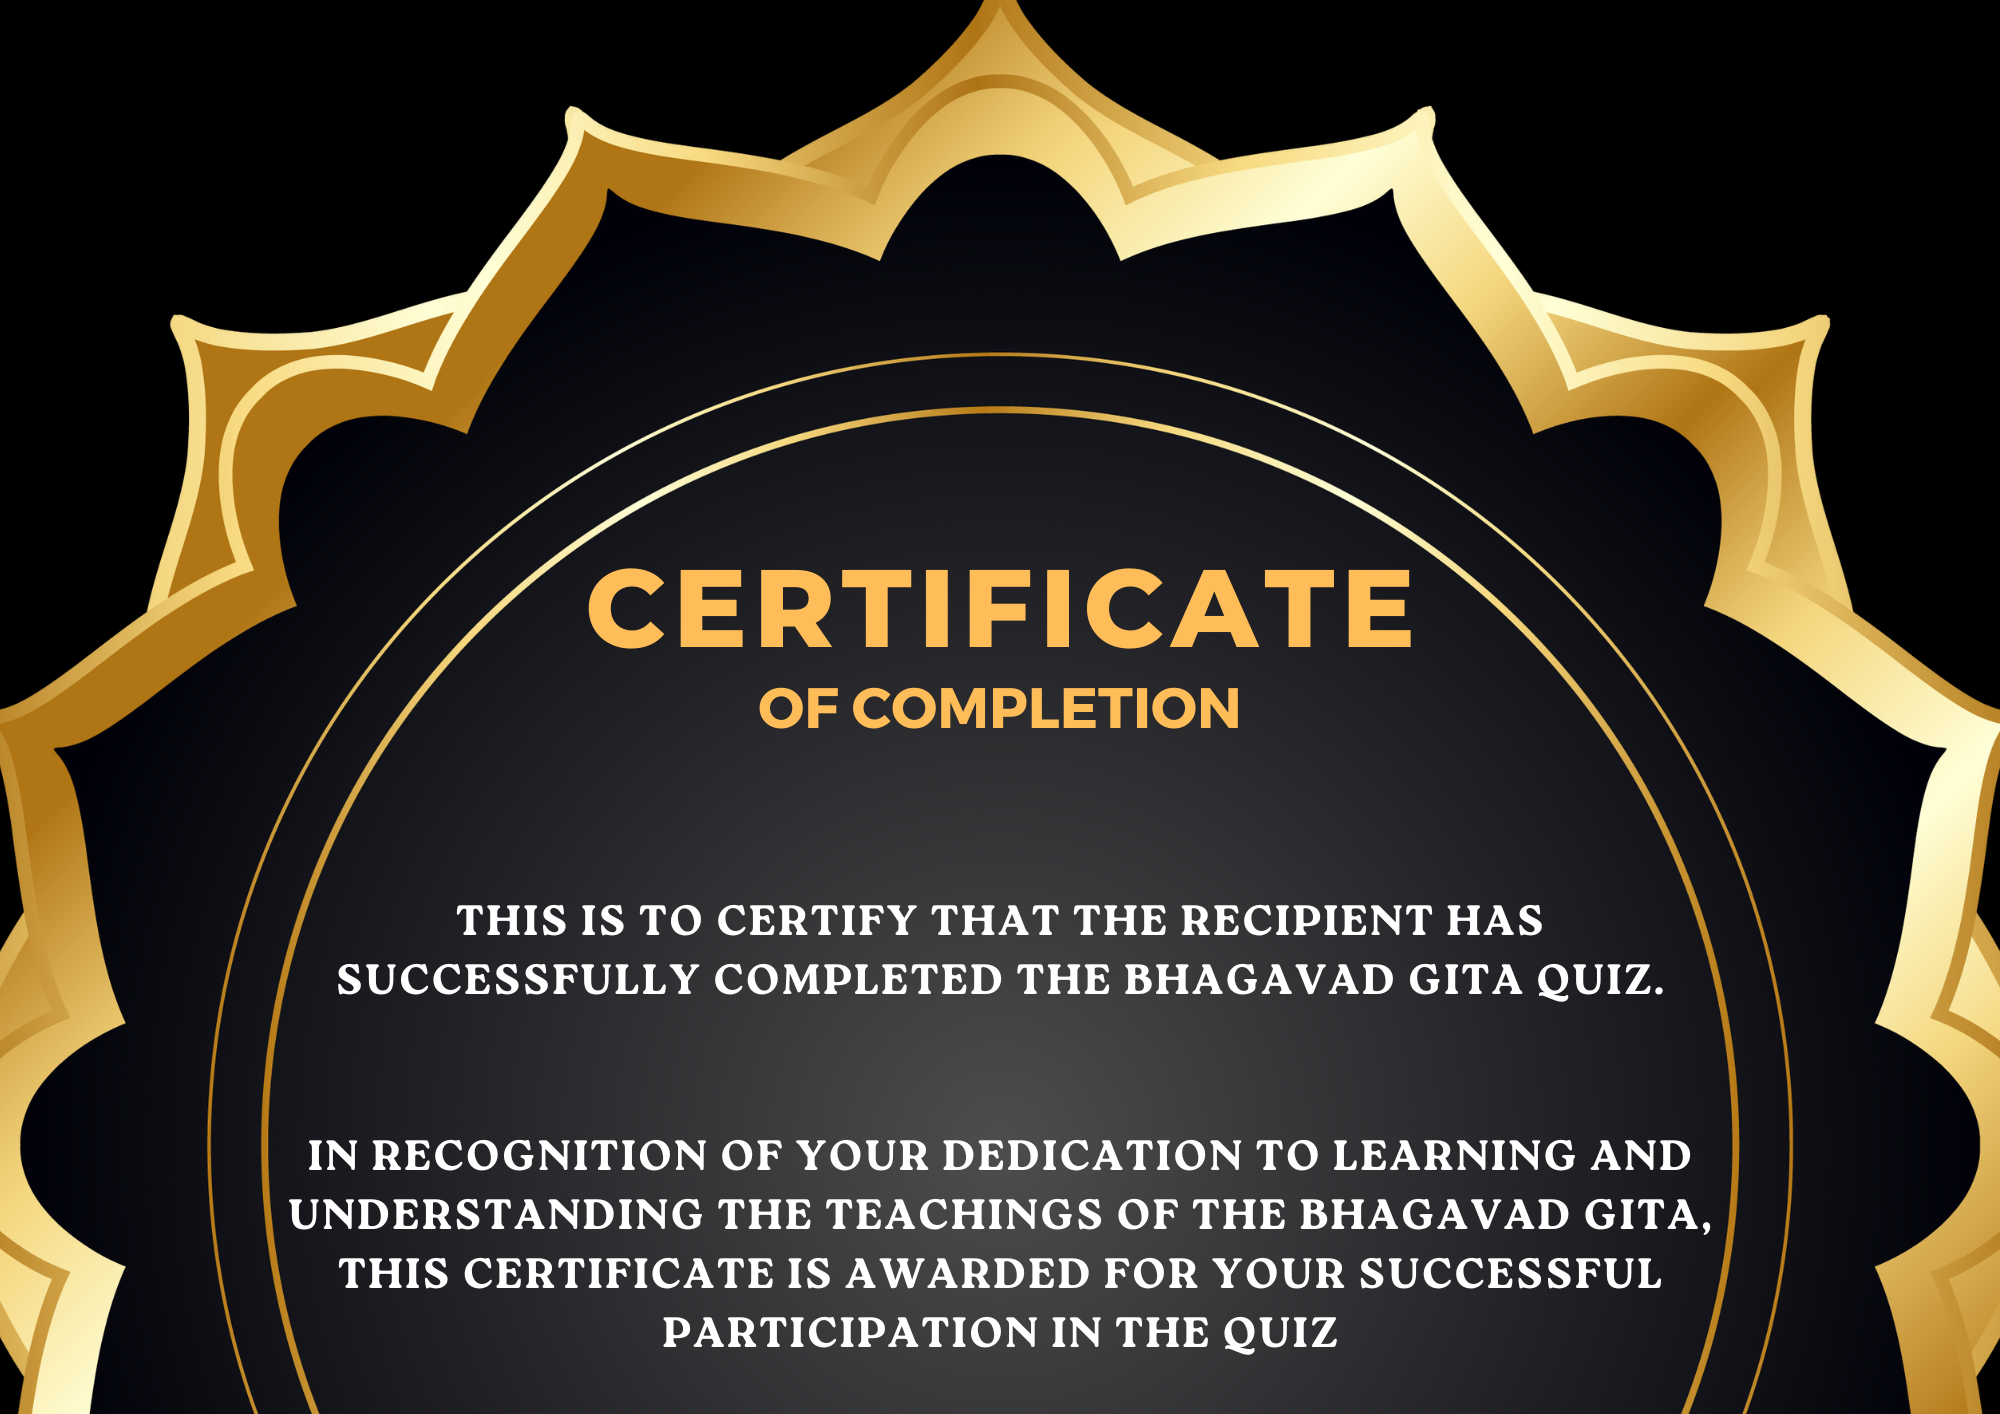 CERTIFICATE
OF COMPLETION
THIS IS TO CERTIFY THAT THE RECIPIENT HAS
SUCCESSFULLY COMPLETED THE BHAGAVAD GITA QUIZ.
IN RECOGNITION OF YOUR DEDICATION TO LEARNING AND
UNDERSTANDING THE TEACHINGS OF THE BHAGAVAD GITA,
THIS CERTIFICATE IS AWARDED FOR YOUR SUCCESSFUL
PARTICIPATION IN THE QUIZ